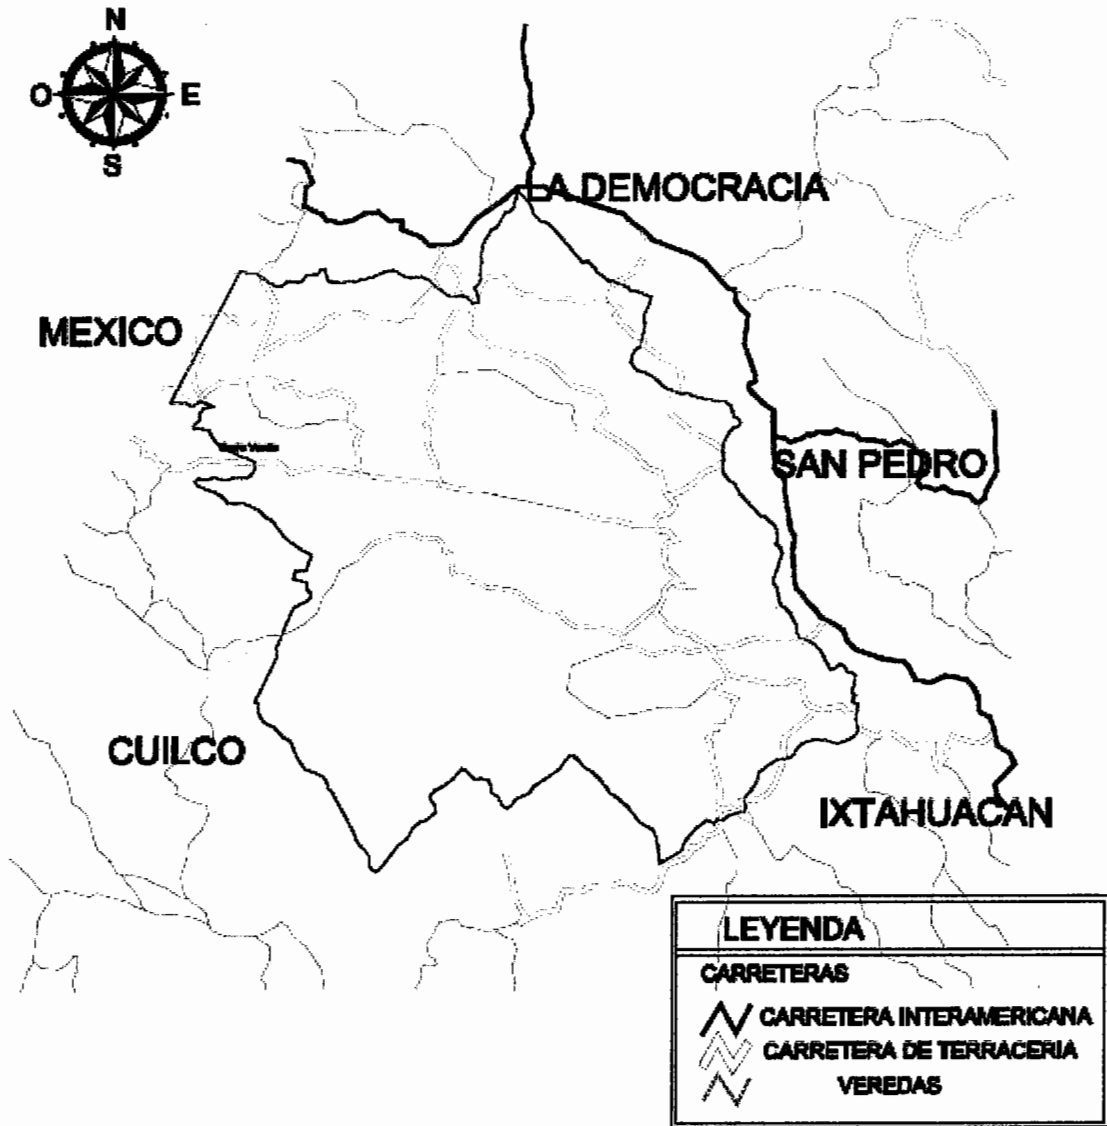 N
O E
S
LA DEMOCRACIA
MEXICO
SAN PEDRO
CUILCO
IXTAHUACAN
LEYENDA
CARRETERAS
CARRETERA INTERAMERICANA
CARRETERA DE TERRACERIA
VEREDAS